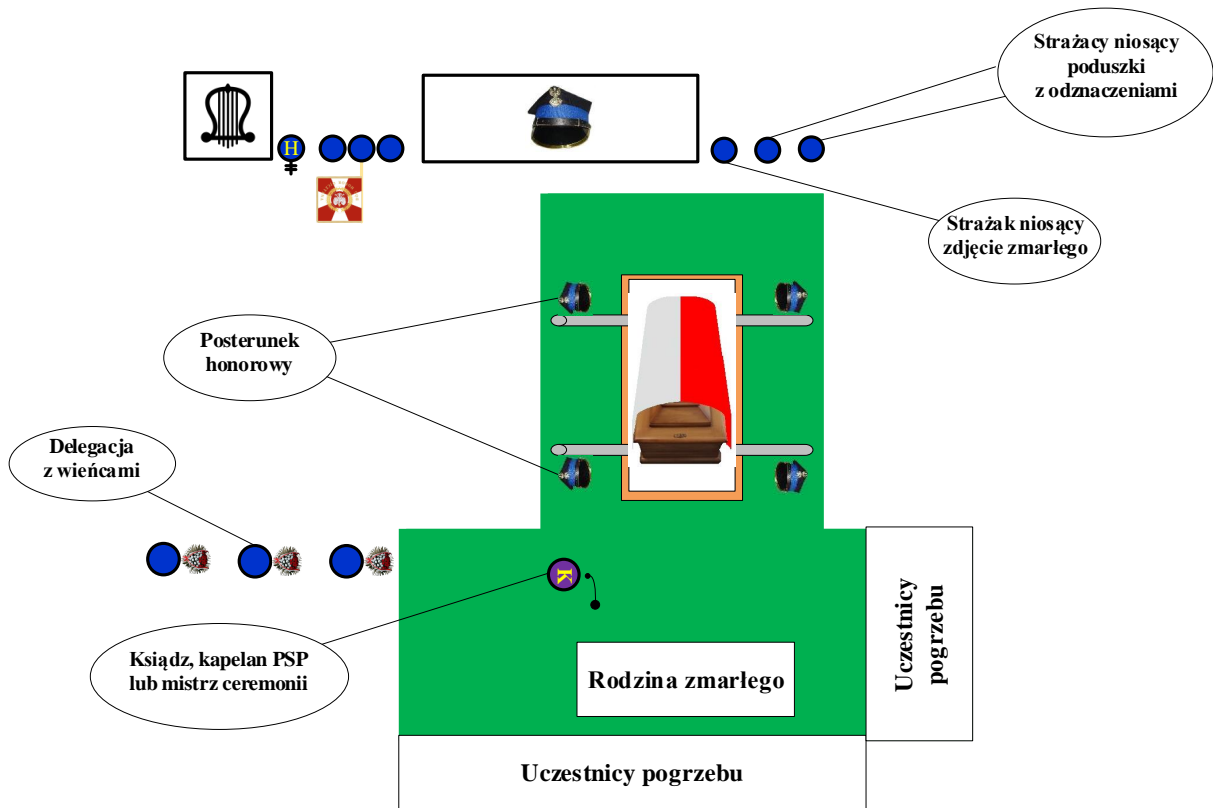 Strażacy niosący
poduszki
z odznaczeniami
H
Strażak niosący
zdjęcie zmarłego
Posterunek
honorowy
Delegacja
z wieńcami
K
Ksiądz, kapelan PSP
lub mistrz ceremonii
Rodzina zmarłego
Uczestnicy
pogrzebu
Uczestnicy pogrzebu